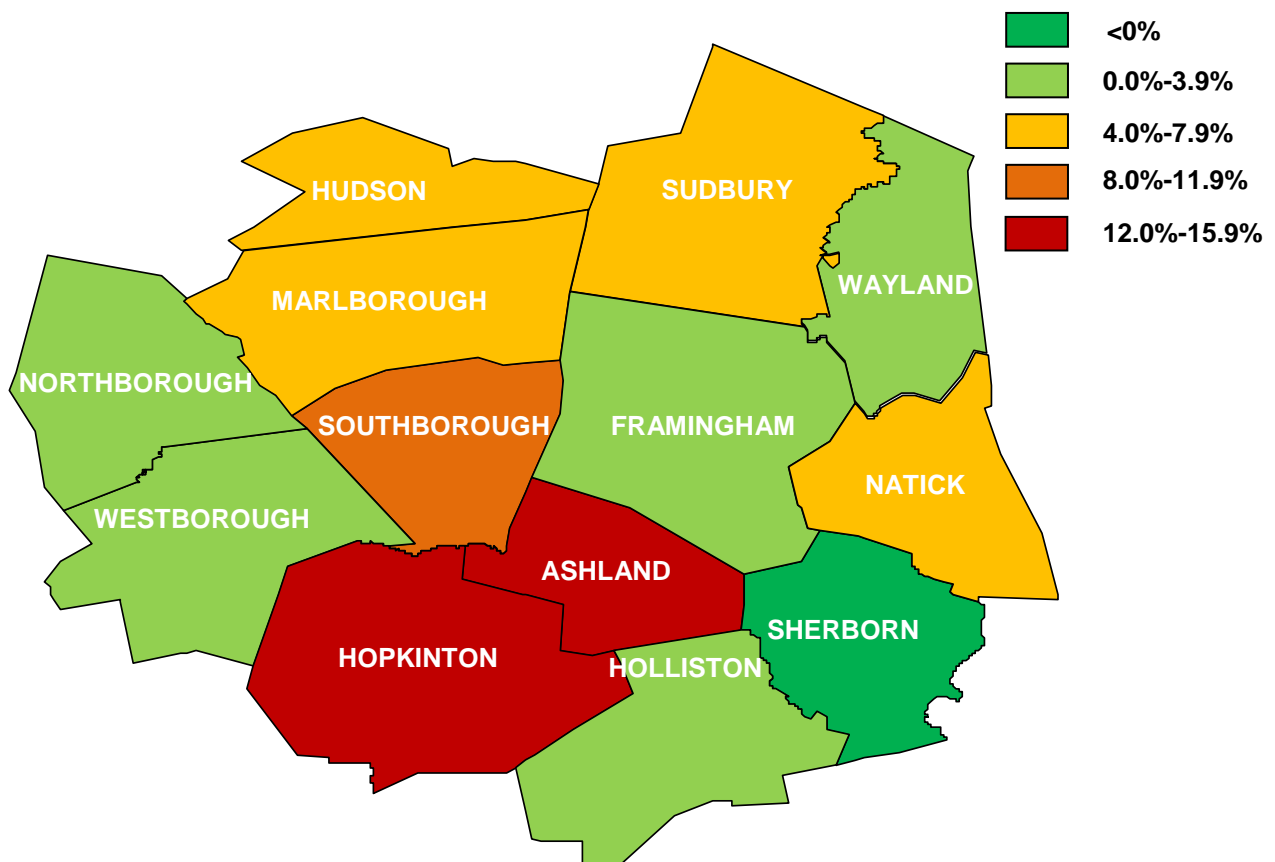 <0%
0.0%-3.9%
4.0%-7.9%
8.0%-11.9%
12.0%-15.9%
HUDSON
SUDBURY
WAYLAND
MARLBOROUGH
NORTHBOROUGH
SOUTHBOROUGH
FRAMINGHAM
NATICK
WESTBOROUGH
ASHLAND
SHERBORN
HOPKINTON
HOLLISTON